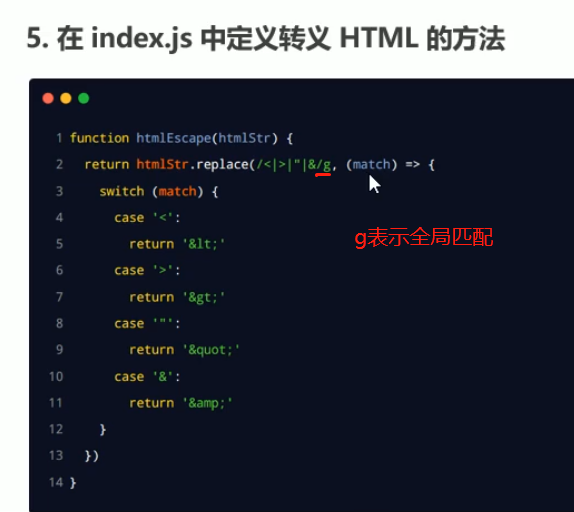 5. 在 index.js 中定义转义 HTML 的方法
1 function htmlEscape(htmlStr) {
2 return htmlStr.replace(/<|>|"|&/g, (match) => {
3 switch (match) {
4 case '<':
5 return '&lt;'
6 case '>':
7 return '&gt;'
8 case '"':
9 return '&quot;'
10 case '&':
11 return '&amp;'
12 }
13 })
14 }
g表示全局匹配